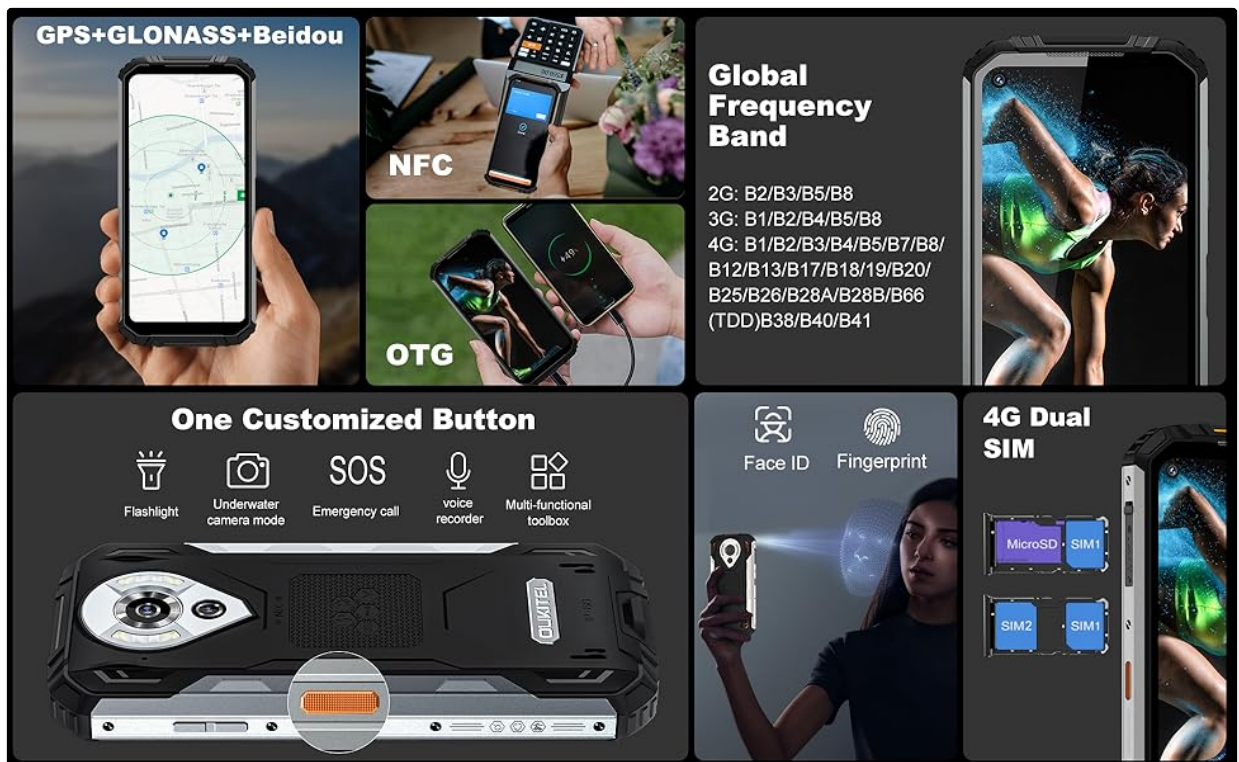 GPS+GLONASS+Beidou
NFC
OTG
Global
Frequency
Band
2G: B2/B3/B5/B8
3G: B1/B2/B4/B5/B8
4G: B1/B2/B3/B4/B5/B7/B8/
B12/B13/B17/B18/19/B20/
B25/B26/B28A/B28B/B66
(TDD)B38/B40/B41
One Customized Button
Flashlight
Underwater
camera mode
SOS
Emergency call
voice
recorder
Multi-functional
toolbox
OUKITEL
Face ID
Fingerprint
4G Dual
SIM
MicroSD
SIM1
SIM2
SIM1